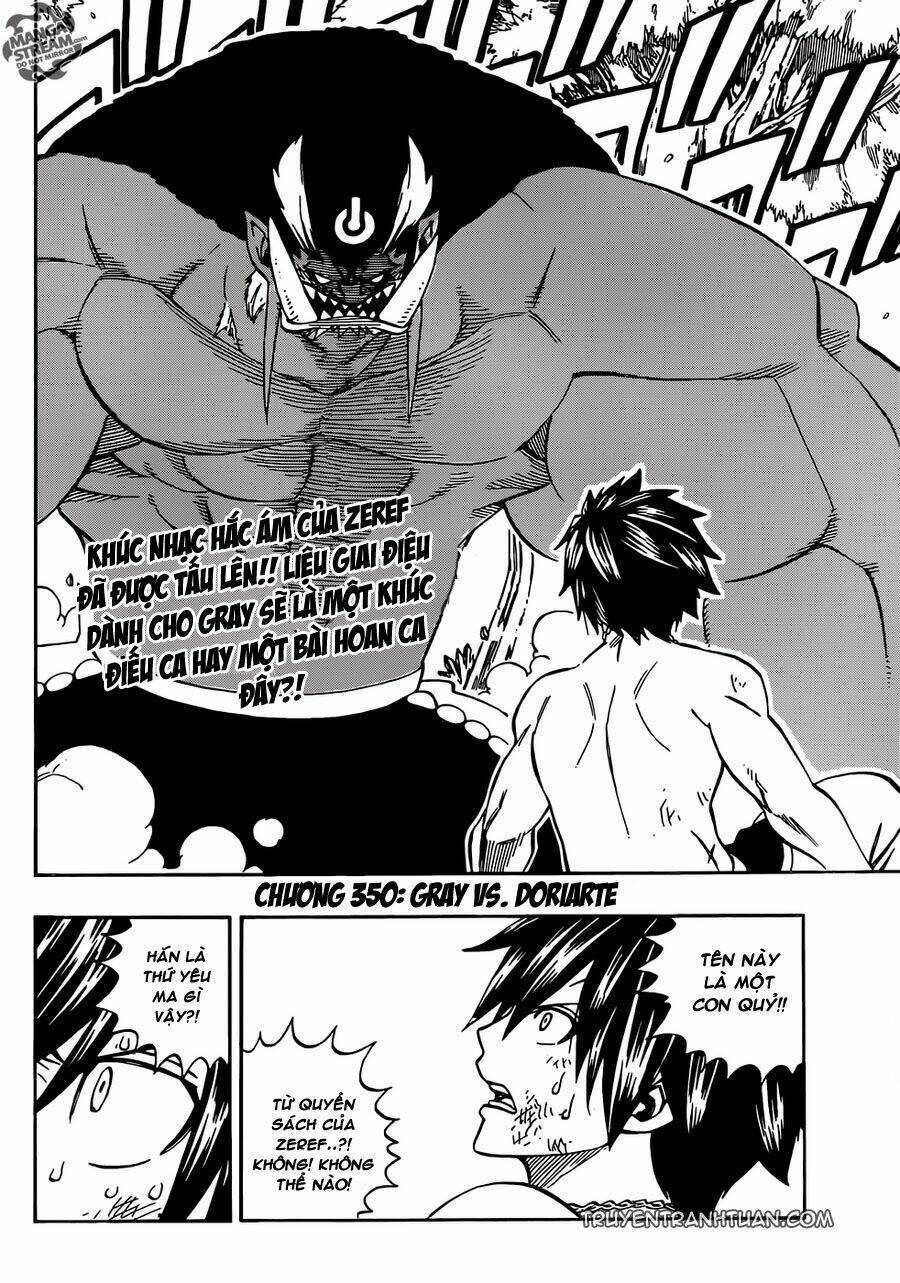 MANGA
STREAM.com
DO NOT MIRROR
KHÚC NHẠC HẮC ÁM CỦA ZEREF
ĐÃ ĐƯỢC TẤU LÊN!! LIỆU GIAI ĐIỆU
DÀNH CHO GRAY SẼ LÀ MỘT KHÚC
ĐIẾU CA HAY MỘT BÀI HOAN CA
ĐÂY?!
CHƯƠNG 350: GRAY VS. DORIARTE
TÊN NÀY
LÀ MỘT
CON QUỶ!!
TỪ QUYỂN
SÁCH CỦA
ZEREF..?!
KHÔNG! KHÔNG
THỂ NÀO!
HẮN LÀ
THỨ YÊU
MA GÌ
VẬY?!
TRUYENTRANHTUAN.COM